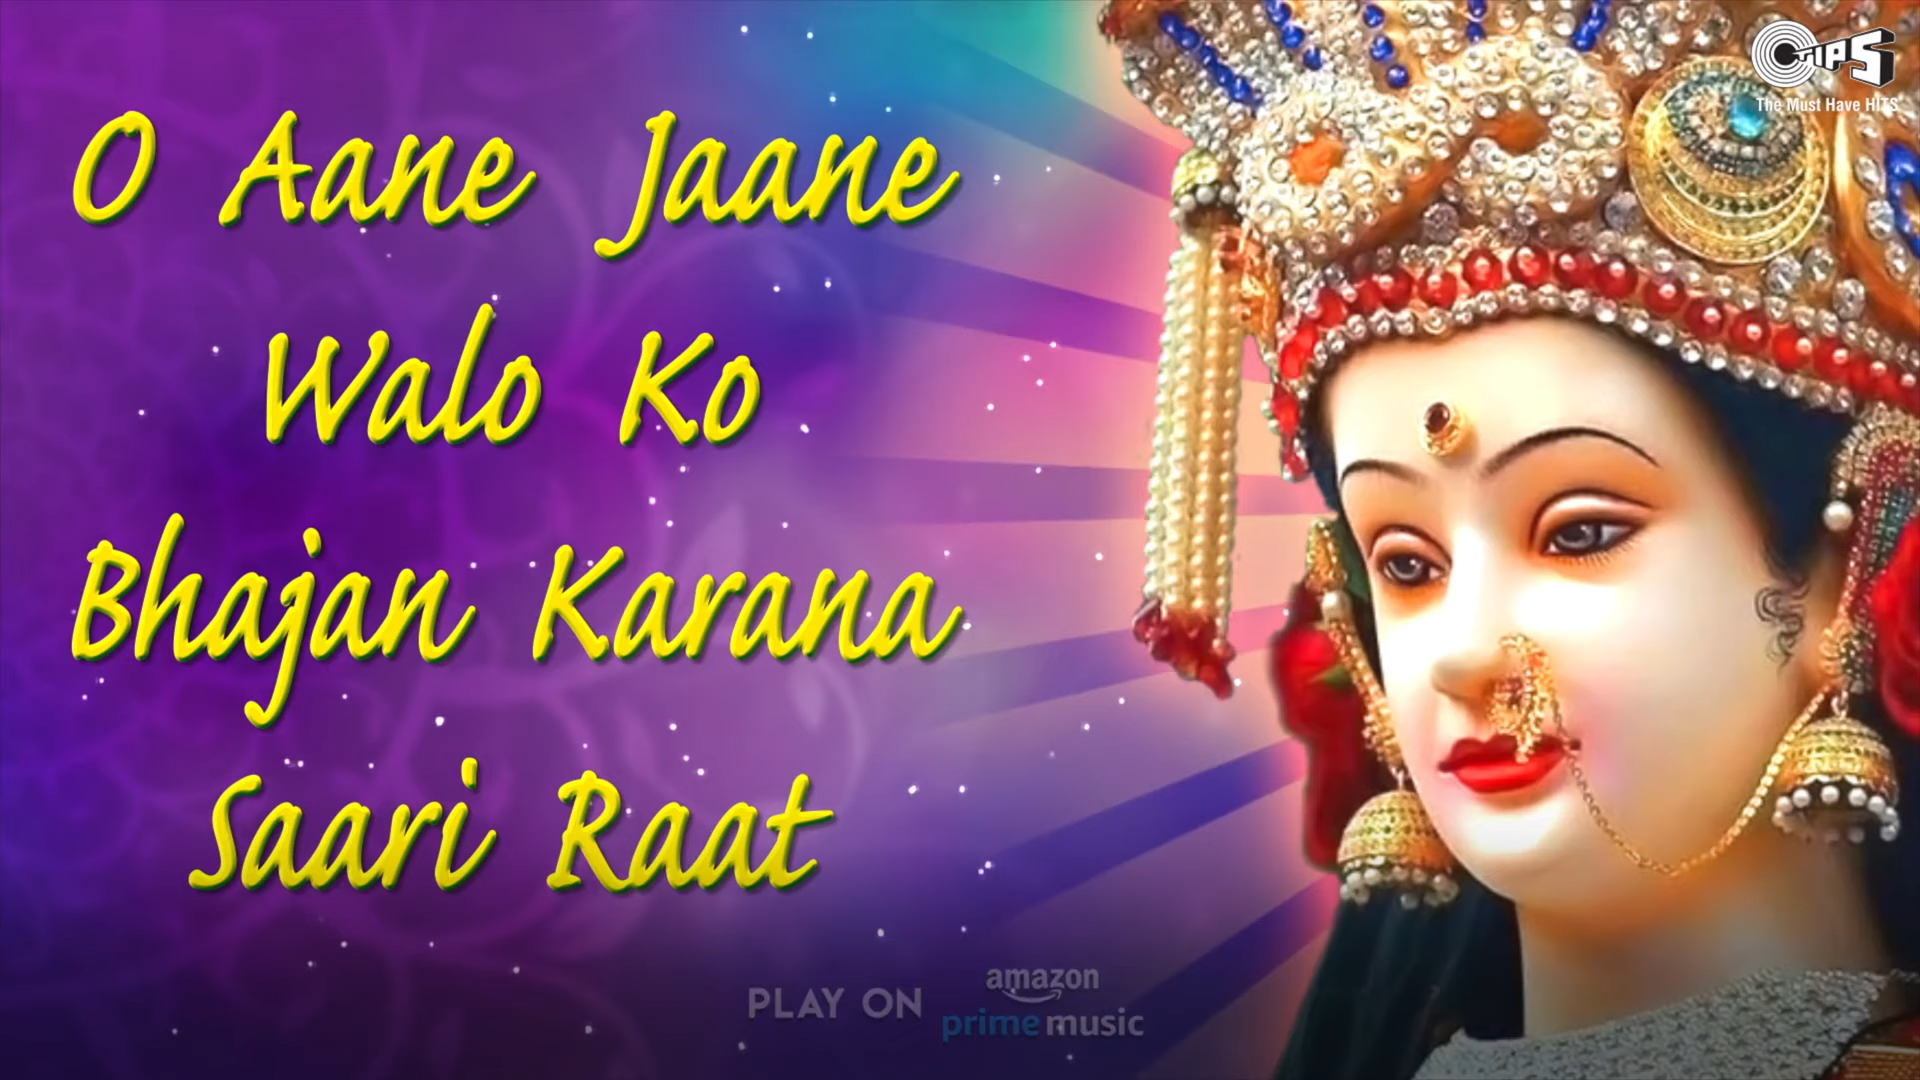 O Aane Jaane
Walo Ko
Bhajan Karana
Saari Raat
TIPS
The Must Have HITS
PLAY ON
amazon
prime music